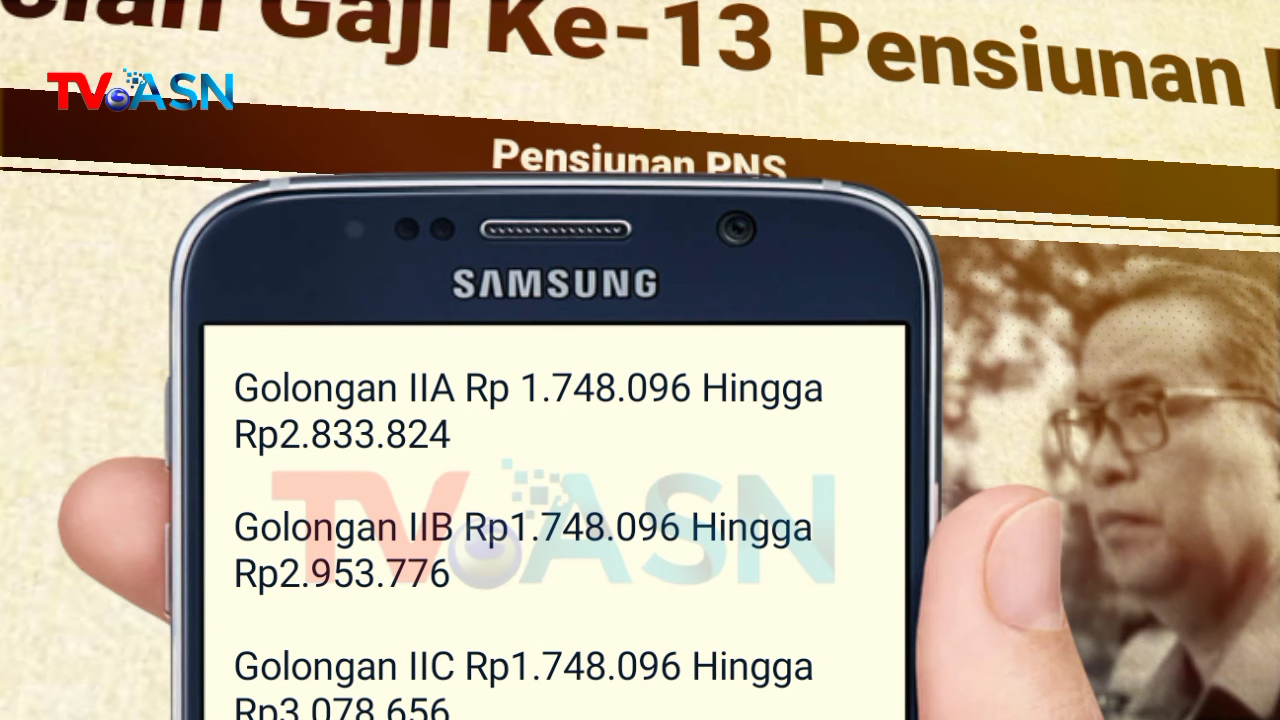 Gaji Ke-13 Pensiunan
TV ASN
Pensiunan PNS
SAMSUNG
Golongan IIA Rp 1.748.096 Hingga
Rp2.833.824
TV ASN
Golongan IIB Rp1.748.096 Hingga
Rp2.953.776
Golongan IIC Rp1.748.096 Hingga
Rp3.078.656